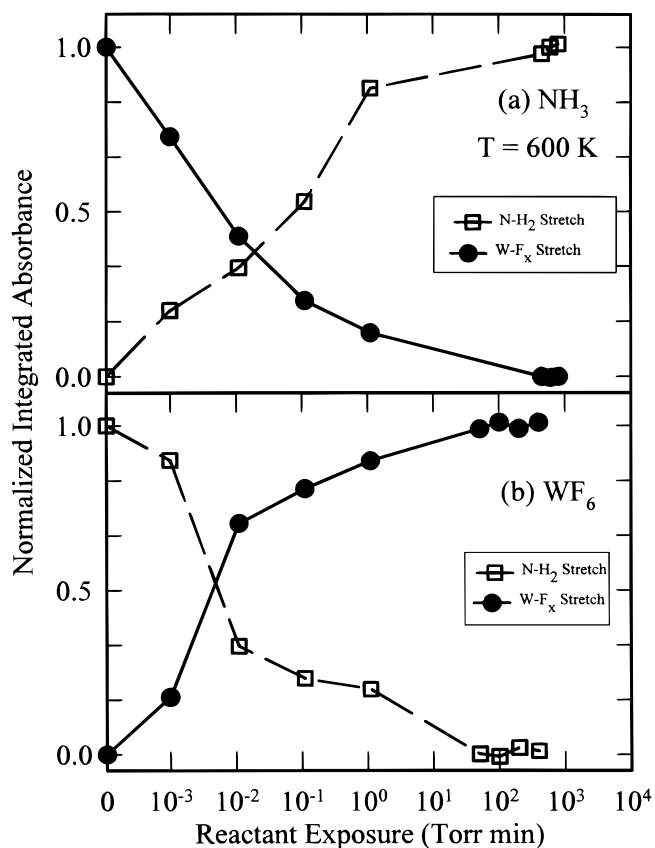 1.0
0.5
0.0
(a) NH₃
T = 600 K
N-H₂ Stretch
W-Fₓ Stretch
Normalized Integrated Absorbance
1.0
0.5
0.0
(b) WF₆
N-H₂ Stretch
W-Fₓ Stretch
0 10⁻³ 10⁻² 10⁻¹ 10⁰ 10¹ 10² 10³ 10⁴
Reactant Exposure (Torr min)